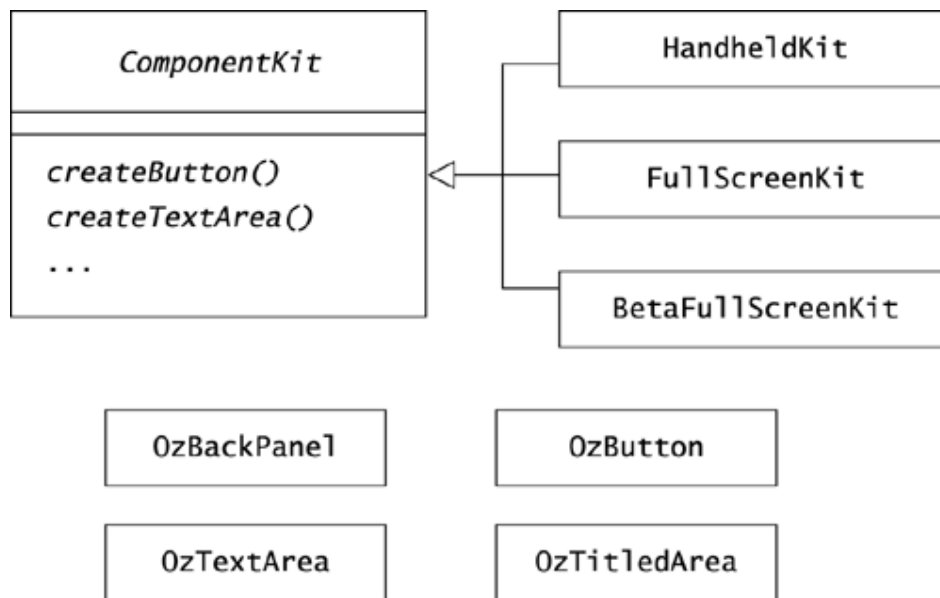 ComponentKit
createButton()
createTextArea()
...
HandheldKit
FullScreenKit
BetaFullScreenKit
OzBackPanel
OzButton
OzTextArea
OzTitledArea